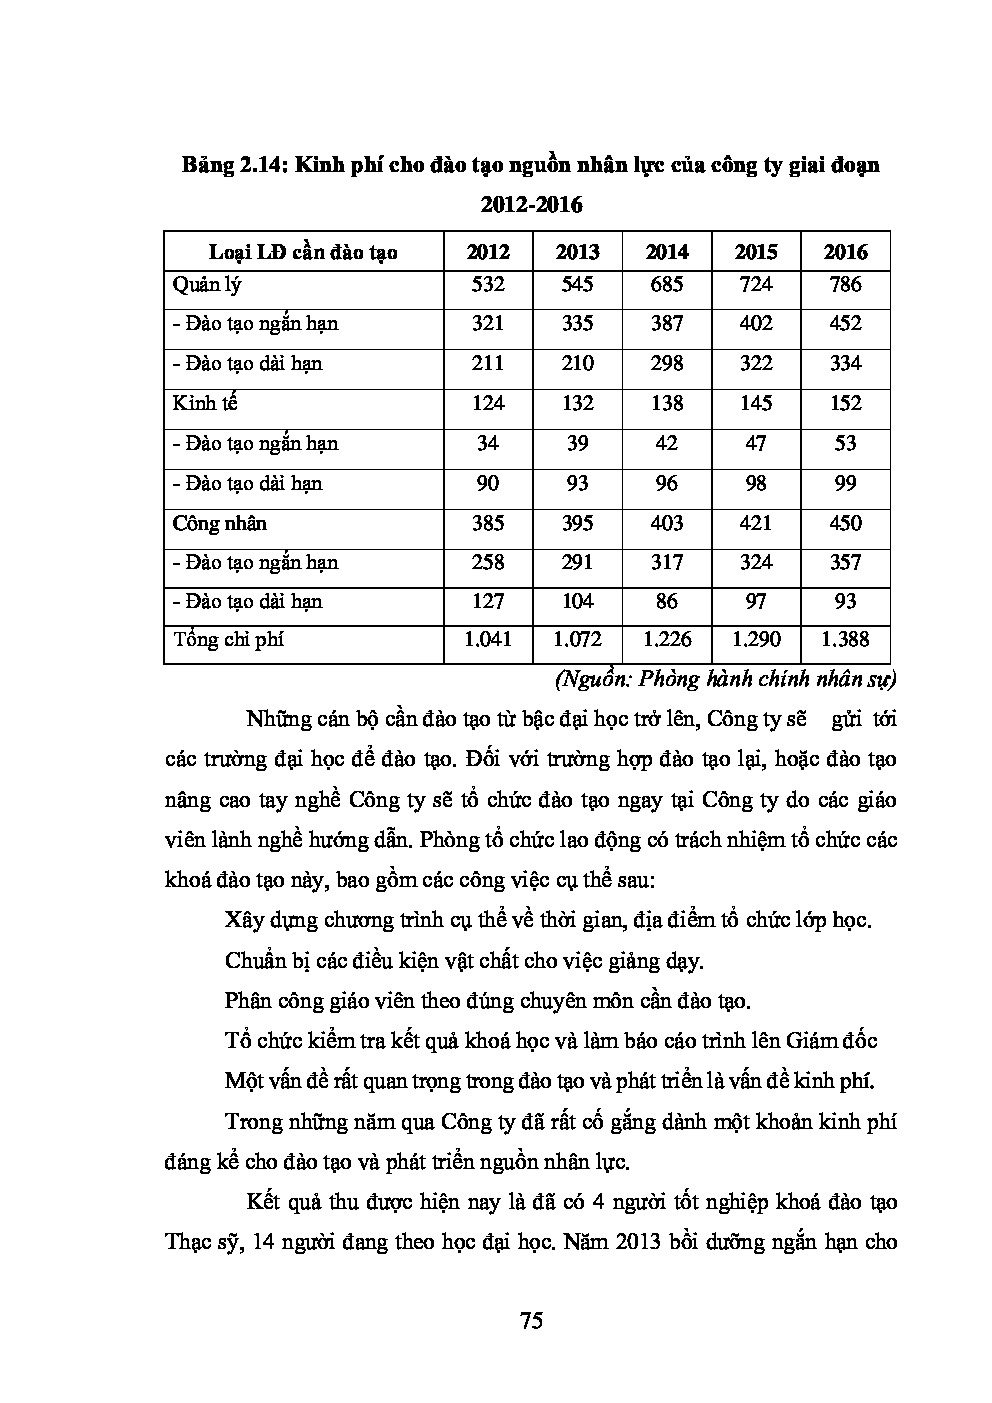 Bảng 2.14: Kinh phí cho đào tạo nguồn nhân lực của công ty giai đoạn
2012-2016
Loại LĐ cần đào tạo 2012 2013 2014 2015 2016
Quản lý 532 545 685 724 786
- Đào tạo ngắn hạn 321 335 387 402 452
- Đào tạo dài hạn 211 210 298 322 334
Kinh tế 124 132 138 145 152
- Đào tạo ngắn hạn 34 39 42 47 53
- Đào tạo dài hạn 90 93 96 98 99
Công nhân 385 395 403 421 450
- Đào tạo ngắn hạn 258 291 317 324 357
- Đào tạo dài hạn 127 104 86 97 93
Tổng chi phí 1.041 1.072 1.226 1.290 1.388
(Nguồn: Phòng hành chính nhân sự)
Những cán bộ cần đào tạo từ bậc đại học trở lên, Công ty sẽ gửi tới
các trường đại học để đào tạo. Đối với trường hợp đào tạo lại, hoặc đào tạo
nâng cao tay nghề Công ty sẽ tổ chức đào tạo ngay tại Công ty do các giáo
viên lành nghề hướng dẫn. Phòng tổ chức lao động có trách nhiệm tổ chức các
khoá đào tạo này, bao gồm các công việc cụ thể sau:
Xây dựng chương trình cụ thể về thời gian, địa điểm tổ chức lớp học.
Chuẩn bị các điều kiện vật chất cho việc giảng dạy.
Phân công giáo viên theo đúng chuyên môn cần đào tạo.
Tổ chức kiểm tra kết quả khoá học và làm báo cáo trình lên Giám đốc
Một vấn đề rất quan trọng trong đào tạo và phát triển là vấn đề kinh phí.
Trong những năm qua Công ty đã rất cố gắng dành một khoản kinh phí
đáng kể cho đào tạo và phát triển nguồn nhân lực.
Kết quả thu được hiện nay là đã có 4 người tốt nghiệp khoá đào tạo
Thạc sỹ, 14 người đang theo học đại học. Năm 2013 bồi dưỡng ngắn hạn cho
75